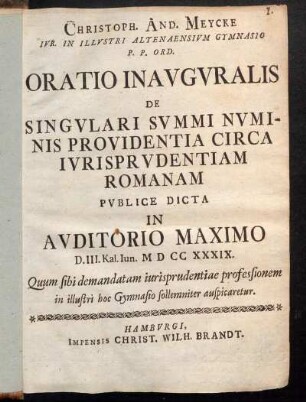 1.
CHRISTOPH. AND. MEYCKE
IVR. IN ILLVSTRI ALTENAENSIVM GYMNASIO
P. P. ORD.
ORATIO INAVGVRALIS
DE
SINGVLARI SVMMI NVMI-
NIS PROVIDENTIA CIRCA
IVRISPRVDENTIAM
ROMANAM
PVBLICE DICTA
IN
AVDITORIO MAXIMO
D. III. Kal. Iun. M D CC XXXIX.
Quum sibi demandatam iurisprudentiae professionem
in illustri hoc Gymnasio sollemniter auspicaretur.
HAMBVRGI,
IMPENSIS CHRIST. WILH. BRANDT.